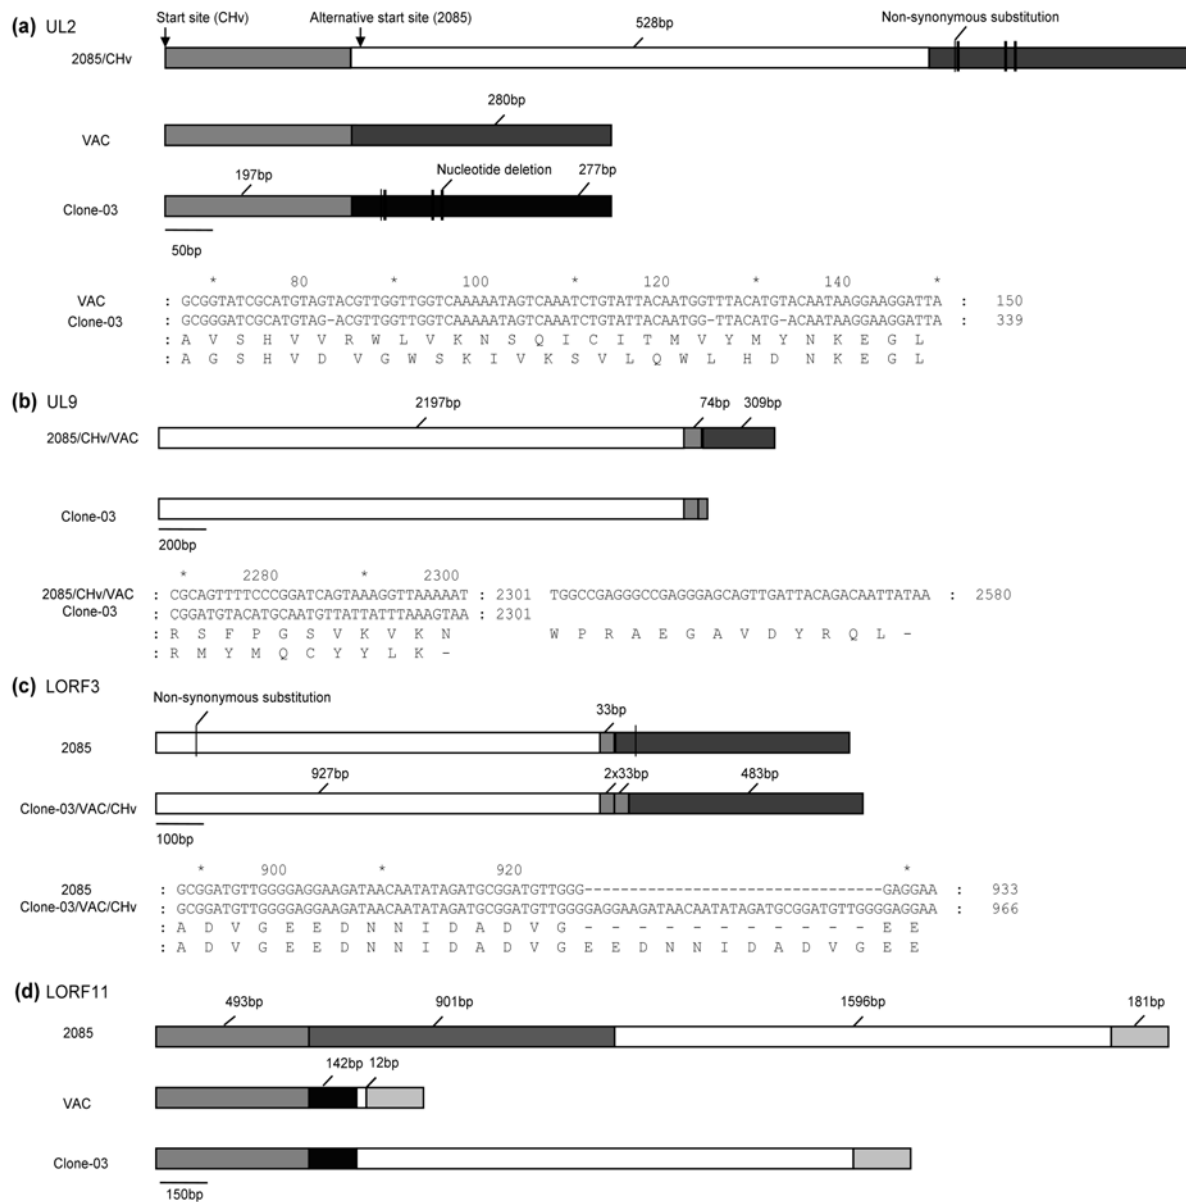 (a) UL2
Start site (CHv)
Alternative start site (2085)
528bp
Non-synonymous substitution
2085/CHv
280bp
VAC
Nucleotide deletion
197bp
277bp
Clone-03
50bp
* 80 * 100 * 120 * 140 *
VAC : GCGGTATCGCATGTAGTACGTTGGTTGGTCAAAAATAGTCAAATCTGTATTACAATGGTTTACATGTACAATAAGGAAGGATTA : 150
Clone-03 : GCGGGATCGCATGTAG-ACGTTGGTTGGTCAAAAATAGTCAAATCTGTATTACAATGG-TTACATG-ACAATAAGGAAGGATTA : 339
: A V S H V V R W L V K N S Q I C I T M V Y M Y N K E G L
: A G S H V D V G W S K I V K S V L Q W L H D N K E G L
(b) UL9
2197bp
74bp
309bp
2085/CHv/VAC
Clone-03
200bp
* 2280 * 2300
2085/CHv/VAC : CGCAGTTTTCCCGGATCAGTAAAGGTTAAAAAT : 2301 TGGCCGAGGGCCGAGGGAGCAGTTGATTACAGACAATTATAA : 2580
Clone-03 : CGGATGTACATGCAATGTTATTATTTAAAGTAA : 2301
: R S F P G S V K V K N W P R A E G A V D Y R Q L -
: R M Y M Q C Y Y L K -
(c) LORF3
Non-synonymous substitution
33bp
2085
927bp
2x33bp
483bp
Clone-03/VAC/CHv
100bp
* 900 * 920 *
2085 : GCGGATGTTGGGGAGGAAGATAACAATATAGATGCGGATGTTGGG---------------------------------GAGGAA : 933
Clone-03/VAC/CHv : GCGGATGTTGGGGAGGAAGATAACAATATAGATGCGGATGTTGGGGAGGAAGATAACAATATAGATGCGGATGTTGGGGAGGAA : 966
: A D V G E E D N N I D A D V G - - - - - - - - - - - E E
: A D V G E E D N N I D A D V G E E D N N I D A D V G E E
(d) LORF11
493bp
901bp
1596bp
181bp
2085
142bp
12bp
VAC
Clone-03
150bp